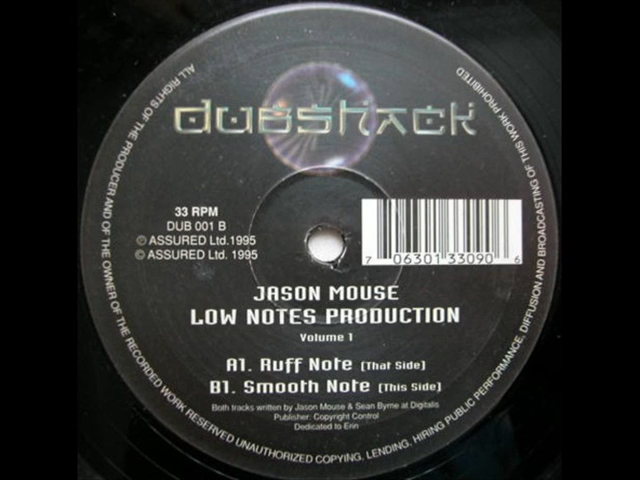 dubshack
33 RPM
DUB 001 B
© ASSURED Ltd.1995
℗ ASSURED Ltd. 1995
7 06301 33090 6
JASON MOUSE
LOW NOTES PRODUCTION
Volume 1
A1. Ruff Note (That Side)
B1. Smooth Note (This Side)
Both tracks written by Jason Mouse & Sean Byrne at Digitalis
Publisher: Copyright Control
Dedicated to Erin
ALL RIGHTS OF THE PRODUCER AND OF THE OWNER OF THE RECORDED WORK RESERVED UNAUTHORIZED COPYING, LENDING, HIRING PUBLIC PERFORMANCE, DIFFUSION AND BROADCASTING OF THIS WORK PROHIBITED